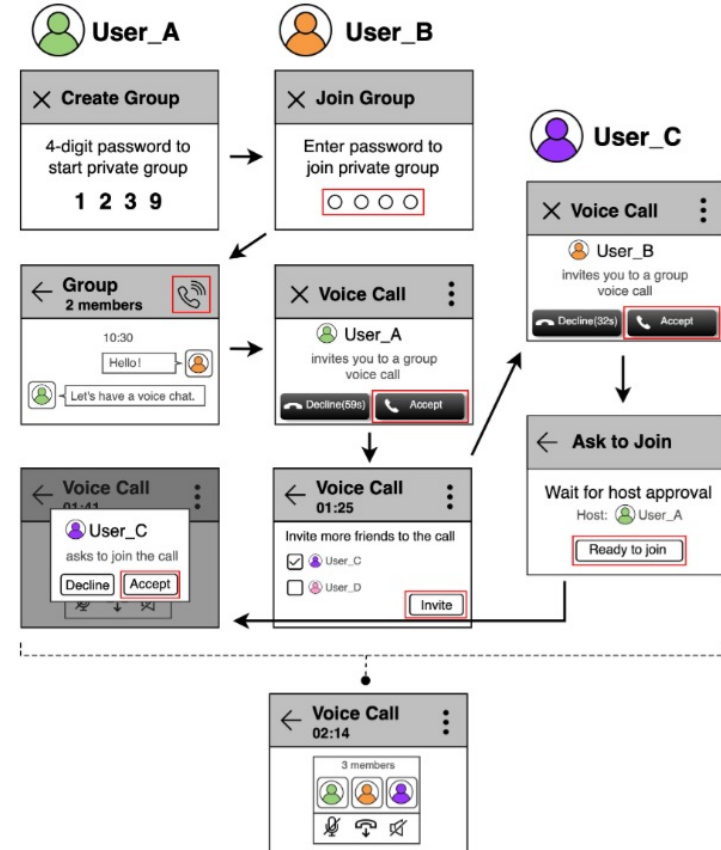 User_A
User_B
Create Group
4-digit password to
start private group
1 2 3 9
Join Group
Enter password to
join private group
User_C
Voice Call
User_B
invites you to a group
voice call
Decline(32s)
Accept
Group
2 members
10:30
Hello!
Let's have a voice chat.
Voice Call
User_A
invites you to a group
voice call
Decline(59s)
Accept
Ask to Join
Wait for host approval
Host: User_A
Ready to join
Voice Call
01:41
User_C
asks to join the call
Decline
Accept
Voice Call
01:25
Invite more friends to the call
User_C
User_D
Invite
Voice Call
02:14
3 members